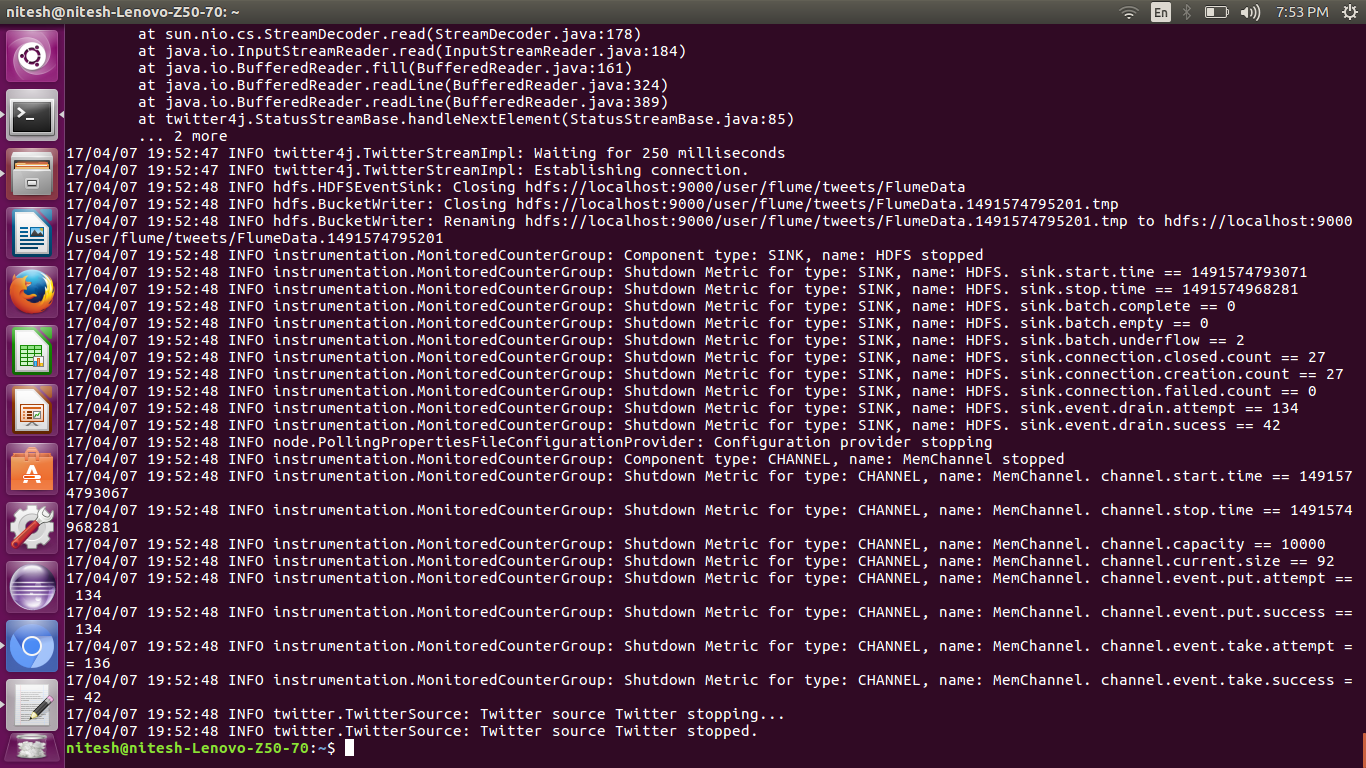 nitesh@nitesh-Lenovo-Z50-70: ~
En
7:53 PM
at sun.nio.cs.StreamDecoder.read(StreamDecoder.java:178)
at java.io.InputStreamReader.read(InputStreamReader.java:184)
at java.io.BufferedReader.fill(BufferedReader.java:161)
at java.io.BufferedReader.readLine(BufferedReader.java:324)
at java.io.BufferedReader.readLine(BufferedReader.java:389)
at twitter4j.StatusStreamBase.handleNextElement(StatusStreamBase.java:85)
... 2 more
17/04/07 19:52:47 INFO twitter4j.TwitterStreamImpl: Waiting for 250 milliseconds
17/04/07 19:52:47 INFO twitter4j.TwitterStreamImpl: Establishing connection.
17/04/07 19:52:48 INFO hdfs.HDFSEventSink: Closing hdfs://localhost:9000/user/flume/tweets/FlumeData
17/04/07 19:52:48 INFO hdfs.BucketWriter: Closing hdfs://localhost:9000/user/flume/tweets/FlumeData.1491574795201.tmp
17/04/07 19:52:48 INFO hdfs.BucketWriter: Renaming hdfs://localhost:9000/user/flume/tweets/FlumeData.1491574795201.tmp to hdfs://localhost:9000
/user/flume/tweets/FlumeData.1491574795201
17/04/07 19:52:48 INFO instrumentation.MonitoredCounterGroup: Component type: SINK, name: HDFS stopped
17/04/07 19:52:48 INFO instrumentation.MonitoredCounterGroup: Shutdown Metric for type: SINK, name: HDFS. sink.start.time == 1491574793071
17/04/07 19:52:48 INFO instrumentation.MonitoredCounterGroup: Shutdown Metric for type: SINK, name: HDFS. sink.stop.time == 1491574968281
17/04/07 19:52:48 INFO instrumentation.MonitoredCounterGroup: Shutdown Metric for type: SINK, name: HDFS. sink.batch.complete == 0
17/04/07 19:52:48 INFO instrumentation.MonitoredCounterGroup: Shutdown Metric for type: SINK, name: HDFS. sink.batch.empty == 0
17/04/07 19:52:48 INFO instrumentation.MonitoredCounterGroup: Shutdown Metric for type: SINK, name: HDFS. sink.batch.underflow == 2
17/04/07 19:52:48 INFO instrumentation.MonitoredCounterGroup: Shutdown Metric for type: SINK, name: HDFS. sink.connection.closed.count == 27
17/04/07 19:52:48 INFO instrumentation.MonitoredCounterGroup: Shutdown Metric for type: SINK, name: HDFS. sink.connection.creation.count == 27
17/04/07 19:52:48 INFO instrumentation.MonitoredCounterGroup: Shutdown Metric for type: SINK, name: HDFS. sink.connection.failed.count == 0
17/04/07 19:52:48 INFO instrumentation.MonitoredCounterGroup: Shutdown Metric for type: SINK, name: HDFS. sink.event.drain.attempt == 134
17/04/07 19:52:48 INFO instrumentation.MonitoredCounterGroup: Shutdown Metric for type: SINK, name: HDFS. sink.event.drain.sucess == 42
17/04/07 19:52:48 INFO node.PollingPropertiesFileConfigurationProvider: Configuration provider stopping
17/04/07 19:52:48 INFO instrumentation.MonitoredCounterGroup: Component type: CHANNEL, name: MemChannel stopped
17/04/07 19:52:48 INFO instrumentation.MonitoredCounterGroup: Shutdown Metric for type: CHANNEL, name: MemChannel. channel.start.time == 149157
4793067
17/04/07 19:52:48 INFO instrumentation.MonitoredCounterGroup: Shutdown Metric for type: CHANNEL, name: MemChannel. channel.stop.time == 1491574
968281
17/04/07 19:52:48 INFO instrumentation.MonitoredCounterGroup: Shutdown Metric for type: CHANNEL, name: MemChannel. channel.capacity == 10000
17/04/07 19:52:48 INFO instrumentation.MonitoredCounterGroup: Shutdown Metric for type: CHANNEL, name: MemChannel. channel.current.size == 92
17/04/07 19:52:48 INFO instrumentation.MonitoredCounterGroup: Shutdown Metric for type: CHANNEL, name: MemChannel. channel.event.put.attempt ==
134
17/04/07 19:52:48 INFO instrumentation.MonitoredCounterGroup: Shutdown Metric for type: CHANNEL, name: MemChannel. channel.event.put.success ==
134
17/04/07 19:52:48 INFO instrumentation.MonitoredCounterGroup: Shutdown Metric for type: CHANNEL, name: MemChannel. channel.event.take.attempt =
= 136
17/04/07 19:52:48 INFO instrumentation.MonitoredCounterGroup: Shutdown Metric for type: CHANNEL, name: MemChannel. channel.event.take.success =
= 42
17/04/07 19:52:48 INFO twitter.TwitterSource: Twitter source Twitter stopping...
17/04/07 19:52:48 INFO twitter.TwitterSource: Twitter source Twitter stopped.
nitesh@nitesh-Lenovo-Z50-70:~$